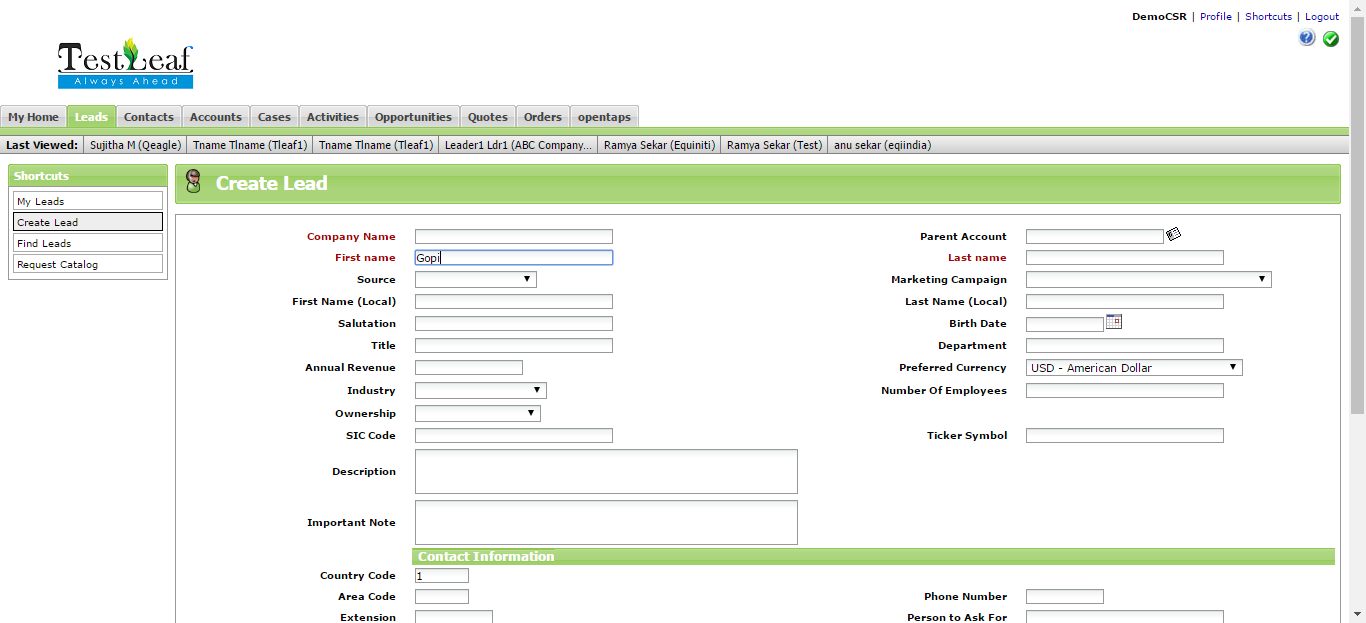 DemoCSR | Profile | Shortcuts | Logout
TestLeaf
Always Ahead
My Home Leads Contacts Accounts Cases Activities Opportunities Quotes Orders opentaps
Last Viewed: Sujitha M (Qeagle) Tname Tlname (Tleaf1) Tname Tlname (Tleaf1) Leader1 Ldr1 (ABC Company... Ramya Sekar (Equiniti) Ramya Sekar (Test) anu sekar (eqiindia)
Shortcuts
My Leads
Create Lead
Find Leads
Request Catalog
Create Lead
Company Name Parent Account
First name Gopi Last name
Source Marketing Campaign
First Name (Local) Last Name (Local)
Salutation Birth Date
Title Department
Annual Revenue Preferred Currency USD - American Dollar
Industry Number Of Employees
Ownership
SIC Code Ticker Symbol
Description
Important Note
Contact Information
Country Code 1
Area Code Phone Number
Extension Person to Ask For